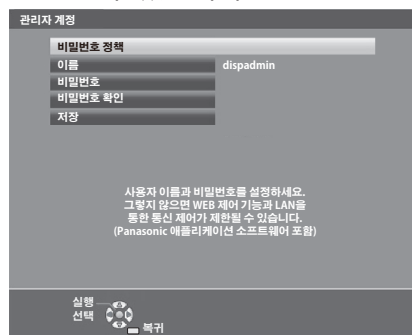 관리자 계정
비밀번호 정책
이름 dispadmin
비밀번호
비밀번호 확인
저장
사용자 이름과 비밀번호를 설정하세요.
그렇지 않으면 WEB 제어 기능과 LAN을
통한 통신 제어가 제한될 수 있습니다.
(Panasonic 애플리케이션 소프트웨어 포함)
실행
선택
복귀